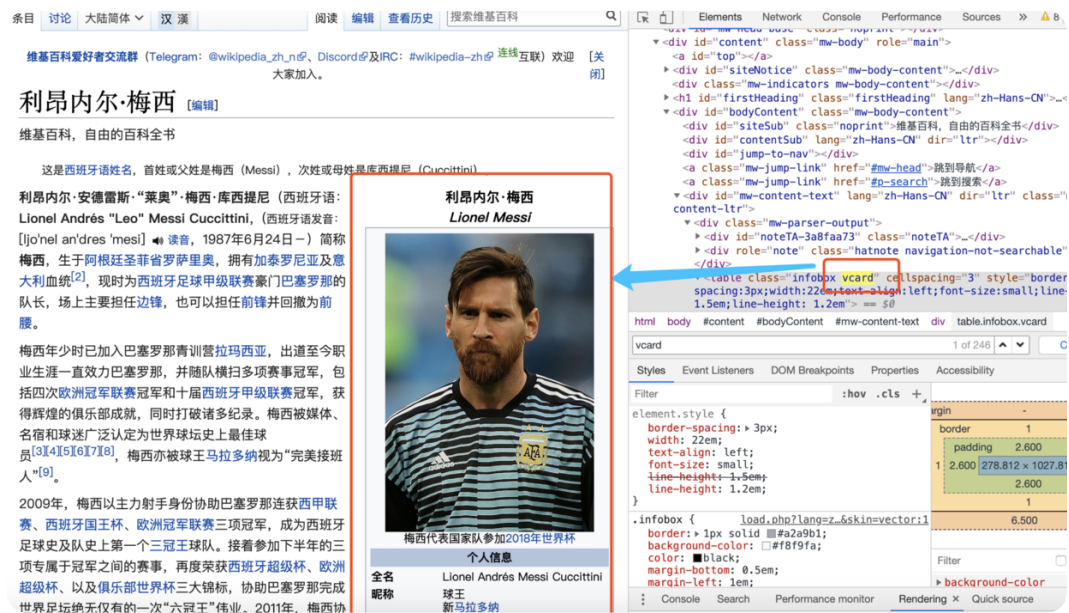 条目 讨论 大陆简体 汉 漢 阅读 编辑 查看历史 搜索维基百科
维基百科爱好者交流群（Telegram：@wikipedia_zh_n、Discord及IRC：#wikipedia-zh 连线互联）欢迎大家加入。
[关闭]
利昂内尔·梅西 [编辑]
维基百科，自由的百科全书
这是西班牙语姓名，首姓或父姓是梅西（Messi），次姓或母姓是库西提尼（Cuccittini）。
利昂内尔·安德雷斯·“莱奥”·梅西·库西提尼（西班牙语：
Lionel Andrés "Leo" Messi Cuccittini，（西班牙语发音：
[ljoˈnel anˈdɾes ˈmesi] 读音，1987年6月24日－）简称
梅西，生于阿根廷圣菲省罗萨里奥，拥有加泰罗尼亚及意
大利血统[2]，现时为西班牙足球甲级联赛豪门巴塞罗那的
队长，场上主要担任边锋，也可以担任前锋并回撤为前
腰。
梅西年少时已加入巴塞罗那青训营拉玛西亚，出道至今职
业生涯一直效力巴塞罗那，并随队横扫多项赛事冠军，包
括四次欧洲冠军联赛冠军和十届西班牙甲级联赛冠军，获
得辉煌的俱乐部成就，同时打破诸多纪录。梅西被媒体、
名宿和球迷广泛认定为世界球坛史上最佳球
员[3][4][5][6][7][8]，梅西亦被球王马拉多纳视为“完美接班
人”[9]。
2009年，梅西以主力射手身份协助巴塞罗那连获西甲联
赛、西班牙国王杯、欧洲冠军联赛三项冠军，成为西班牙
足球史及队史上第一个三冠王球队。接着参加下半年的三
项专属于冠军之间的赛事，再度荣获西班牙超级杯、欧洲
超级杯、以及俱乐部世界杯三大锦标，协助巴塞罗那完成
世界足坛绝无仅有的一次“六冠王”伟业。2011年，梅西协
利昂内尔·梅西
Lionel Messi
adidas
AFA
梅西代表国家队参加2018年世界杯
个人信息
全名 Lionel Andrés Messi Cuccittini
昵称 球王
新马拉多纳
Elements Network Console Performance Sources » 8
<div id="mw-head-base" class="noprint"></div>
▼<div id="content" class="mw-body" role="main">
<a id="top"></a>
▶<div id="siteNotice" class="mw-body-content">…</div>
<div class="mw-indicators mw-body-content"></div>
▶<h1 id="firstHeading" class="firstHeading" lang="zh-Hans-CN">…<
▼<div id="bodyContent" class="mw-body-content">
<div id="siteSub" class="noprint">维基百科，自由的百科全书</div>
<div id="contentSub" lang="zh-Hans-CN" dir="ltr"></div>
<div id="jump-to-nav"></div>
<a class="mw-jump-link" href="#mw-head">跳到导航</a>
<a class="mw-jump-link" href="#p-search">跳到搜索</a>
▼<div id="mw-content-text" lang="zh-Hans-CN" dir="ltr" class="mw-
content-ltr">
▼<div class="mw-parser-output">
▶<div id="noteTA-3a8faa73" class="noteTA">…</div>
▶<div role="note" class="hatnote navigation-not-searchable"
</div>
<table class="infobox vcard" cellspacing="3" style="border-
spacing:3px;width:22em;text-align:left;font-size:small;line-
1.5em;line-height: 1.2em"> == $0
html body #content #bodyContent #mw-content-text div table.infobox.vcard
vcard 1 of 246 C
Styles Event Listeners DOM Breakpoints Properties Accessibility
Filter :hov .cls +
element.style {
border-spacing:▶3px;
width: 22em;
text-align: left;
font-size: small;
line-height: 1.5em;
line-height: 1.2em;
}
.infobox { load.php?lang=z…&skin=vector:1
border:▶1px solid #a2a9b1;
background-color: #f8f9fa;
color: black;
margin-bottom: 0.5em;
margin-left: 1em;
argin -
border 1
padding 2.600
1 2.600 278.812 × 1027.81
2.600
1
6.500
Filter
▶background-color
Console Search Performance monitor Rendering × Quick source